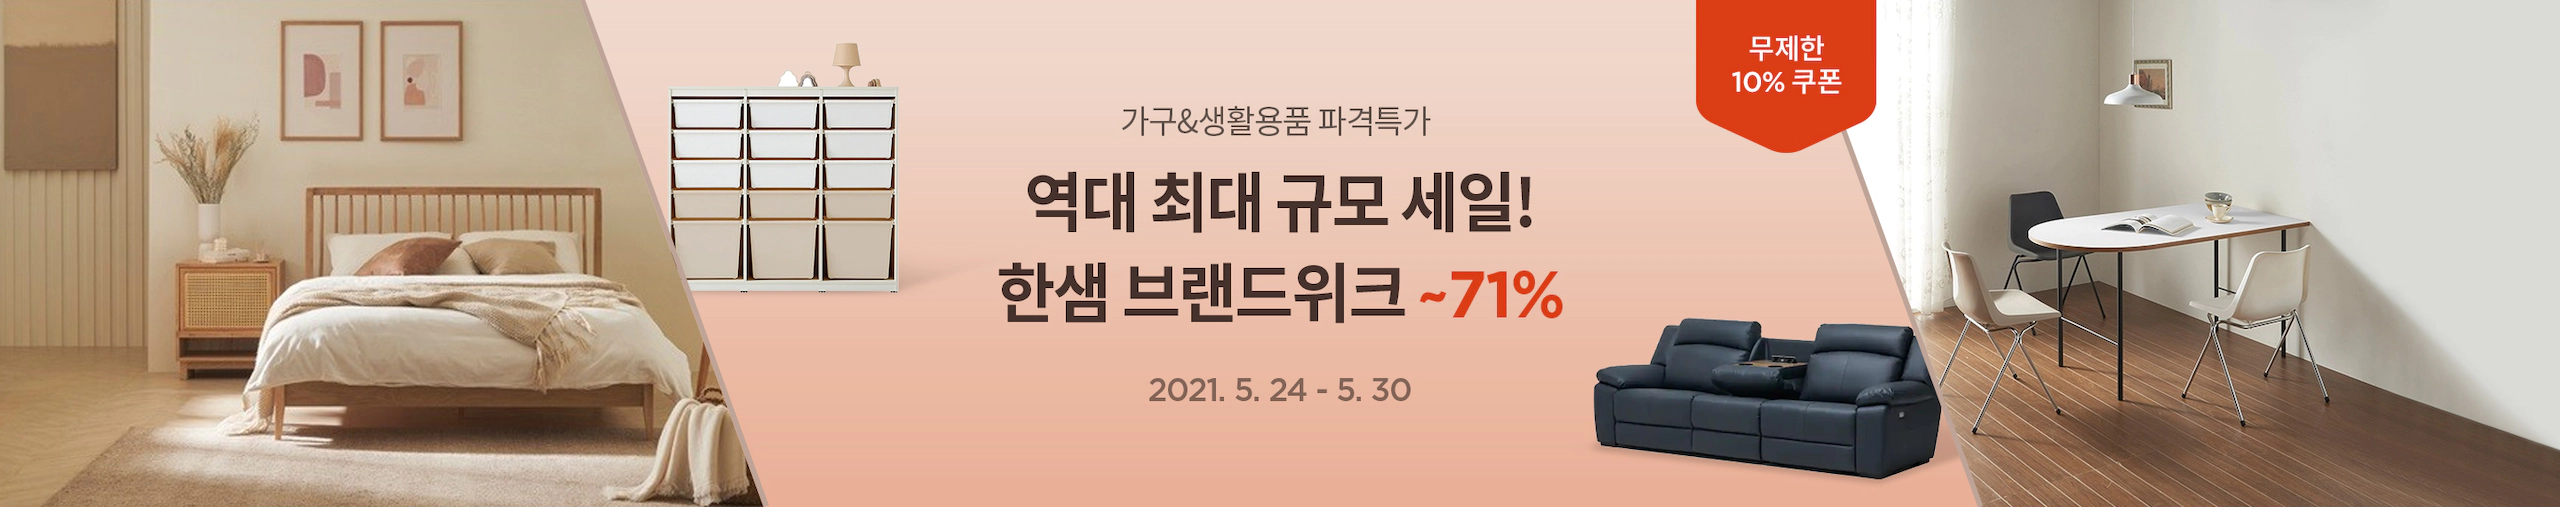 가구&생활용품 파격특가
역대 최대 규모 세일!
한샘 브랜드위크 ~71%
2021. 5. 24 - 5. 30
무제한
10% 쿠폰